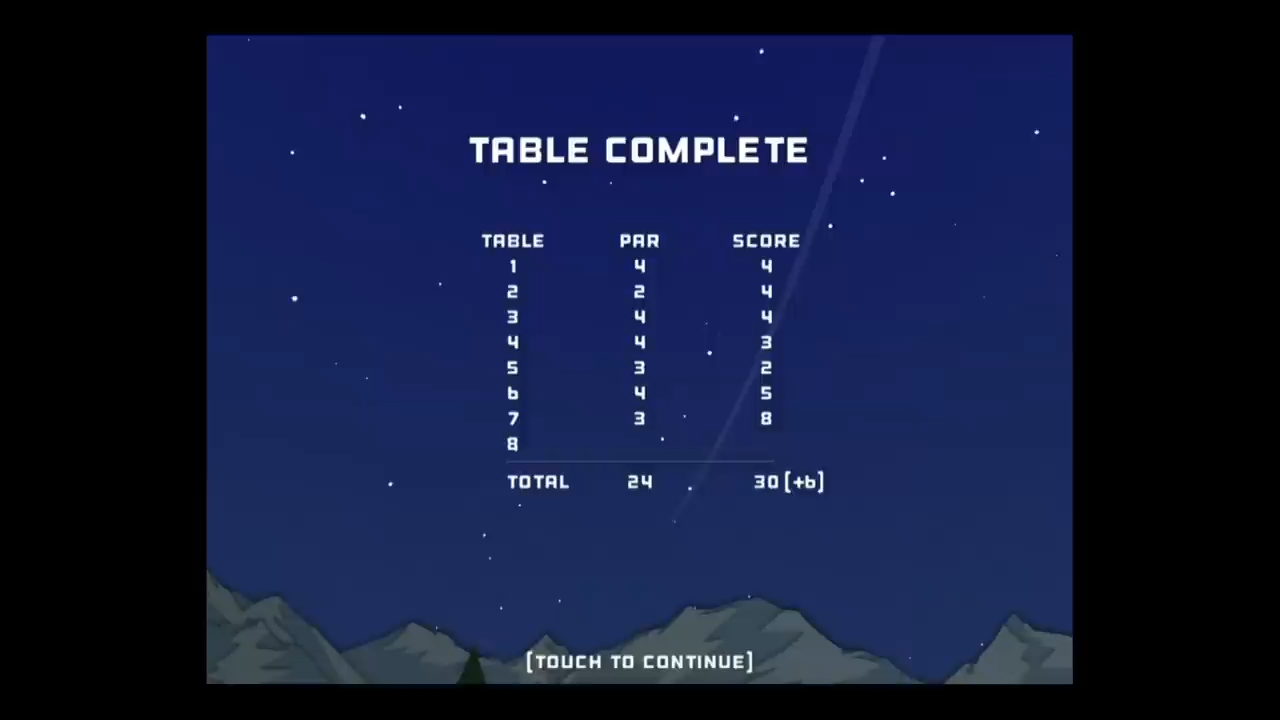 TABLE COMPLETE
TABLE PAR SCORE
1 4 4
2 2 4
3 4 4
4 4 3
5 3 2
6 4 5
7 3 8
8
TOTAL 24 30[+6]
[TOUCH TO CONTINUE]